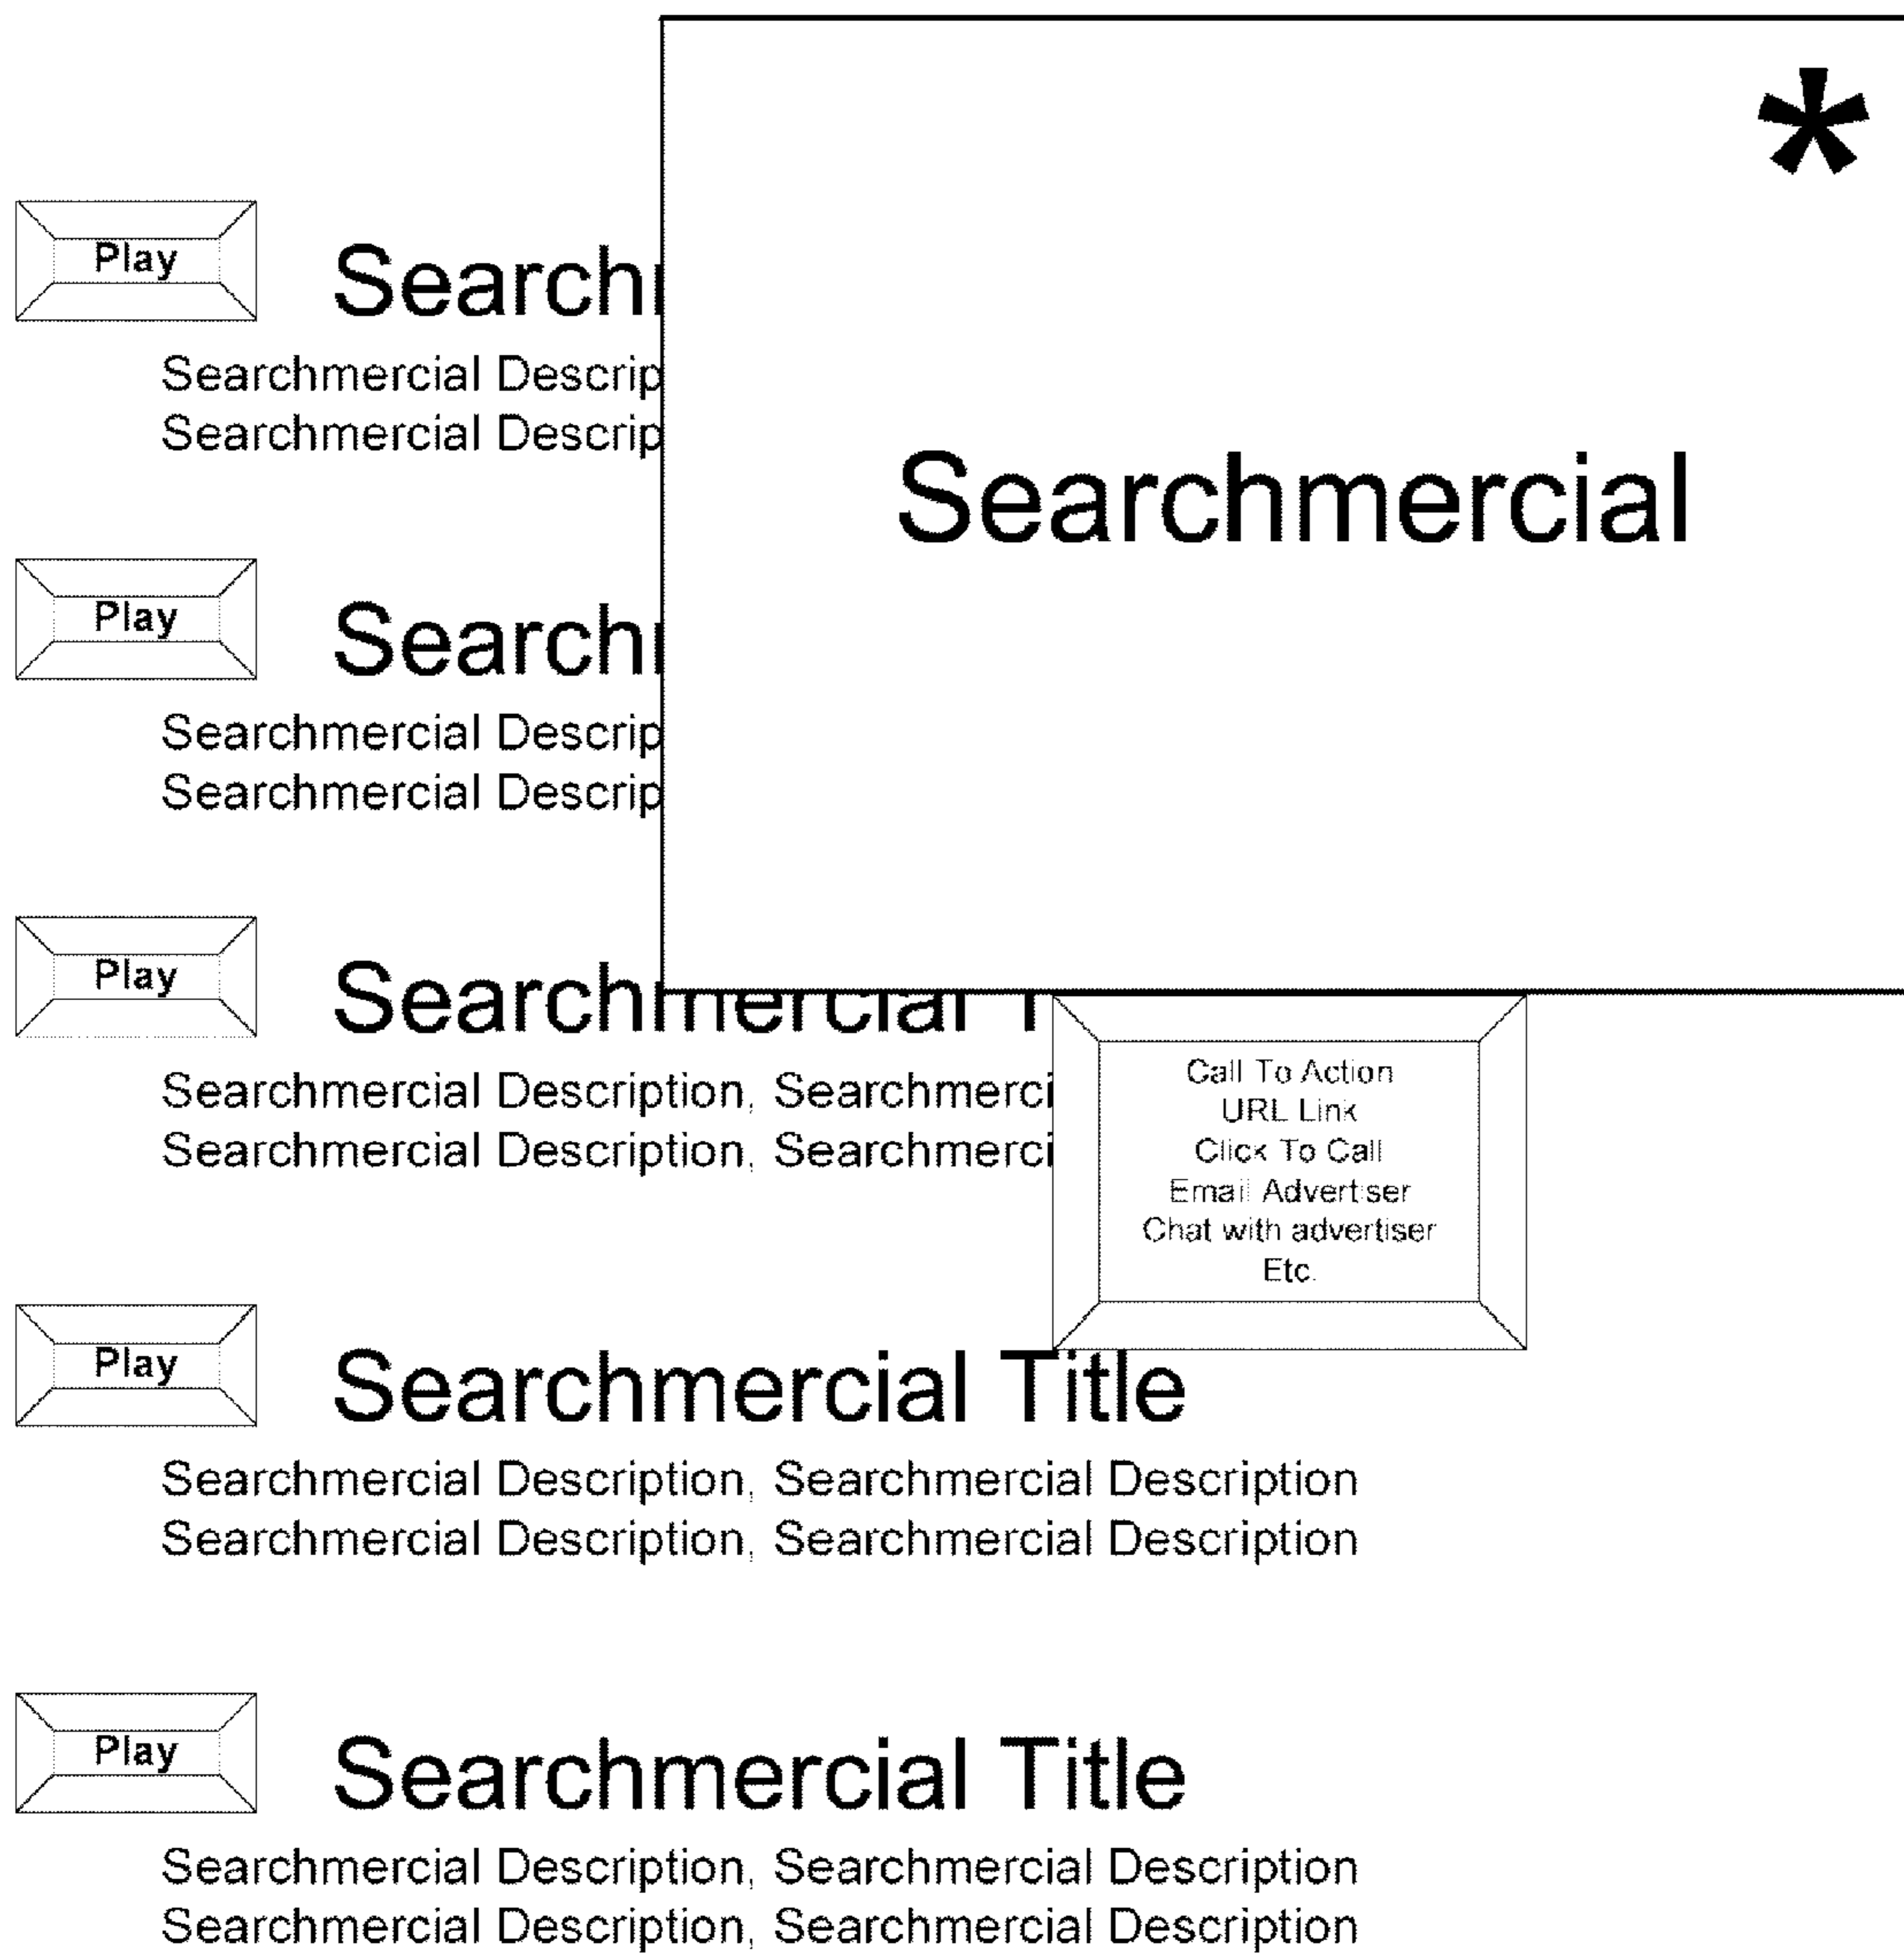 *
Play
Search
Searchmercial Descrip
Searchmercial Descrip
Searchmercial
Play
Search
Searchmercial Descrip
Searchmercial Descrip
Play
Searchmercial
Searchmercial Description, Searchmerci
Searchmercial Description, Searchmerci
Call To Action
URL Link
Click To Call
Email Advertiser
Chat with advertiser
Etc.
Play
Searchmercial Title
Searchmercial Description, Searchmercial Description
Searchmercial Description, Searchmercial Description
Play
Searchmercial Title
Searchmercial Description, Searchmercial Description
Searchmercial Description, Searchmercial Description